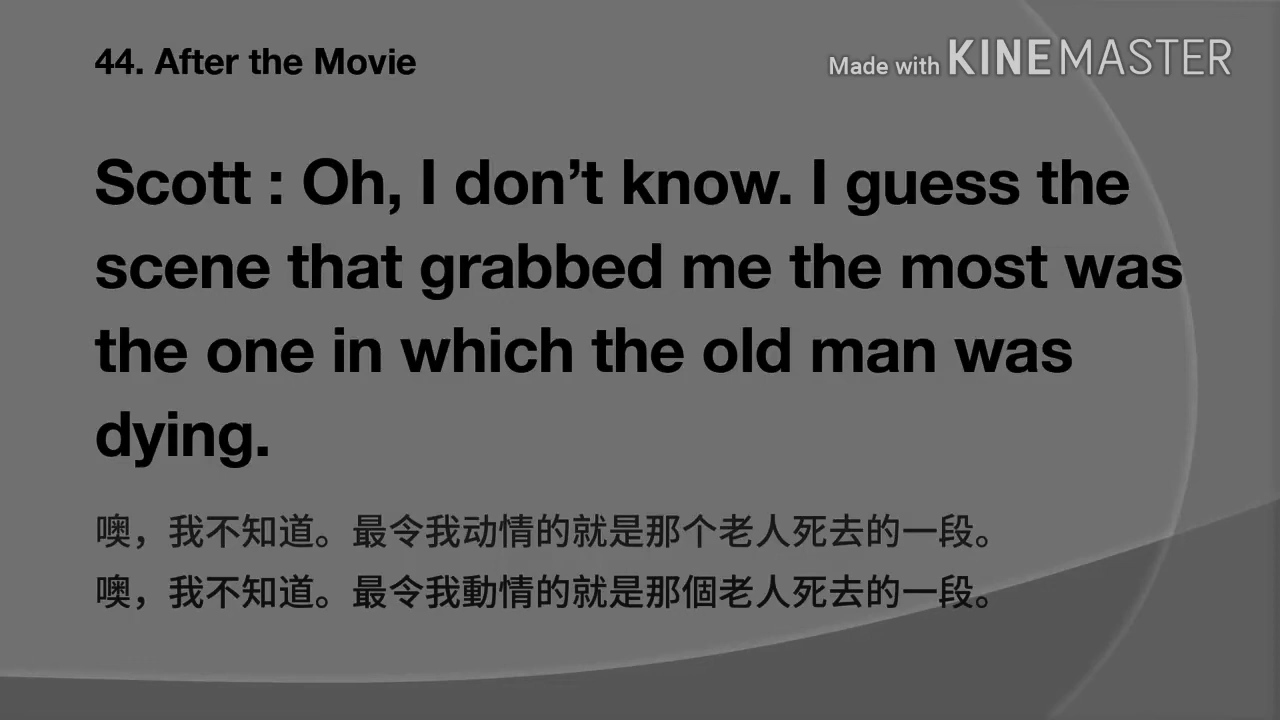 44. After the Movie
Made with KINEMASTER
Scott : Oh, I don’t know. I guess the
scene that grabbed me the most was
the one in which the old man was
dying.
噢，我不知道。最令我动情的就是那个老人死去的一段。
噢，我不知道。最令我動情的就是那個老人死去的一段。